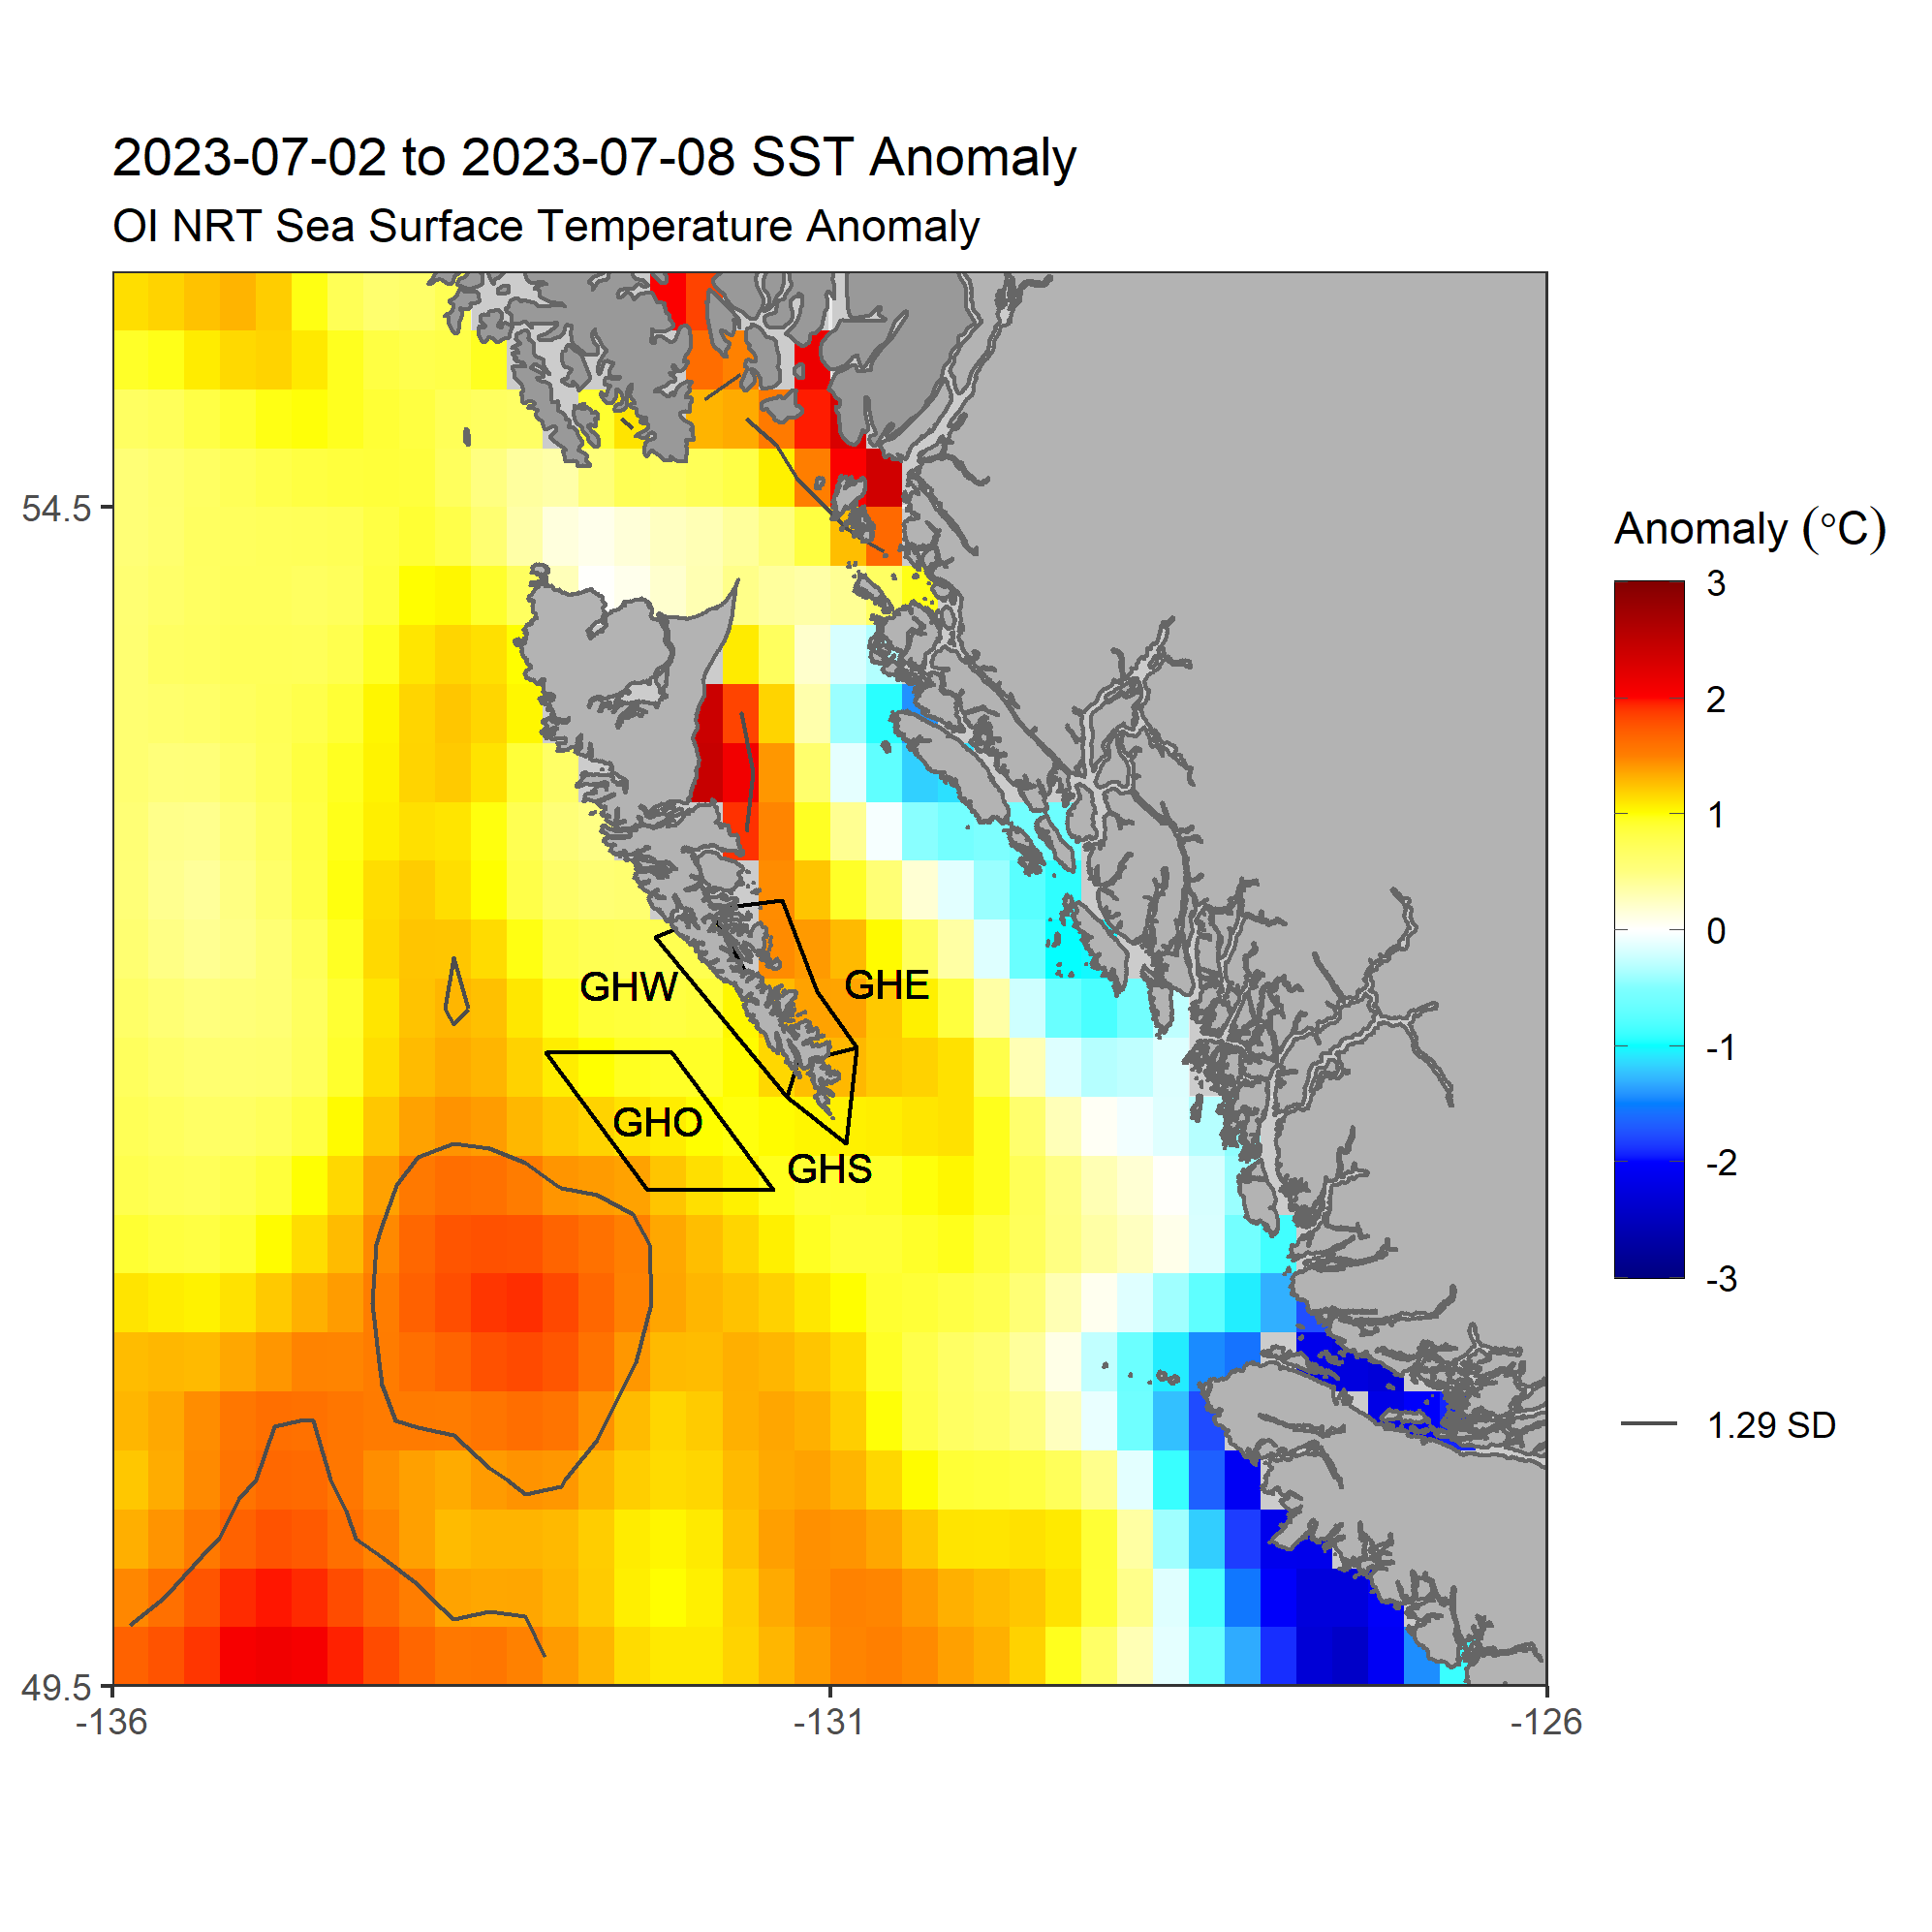 2023-07-02 to 2023-07-08 SST Anomaly
OI NRT Sea Surface Temperature Anomaly
54.5
49.5
-136
-131
-126
GHW
GHE
GHO
GHS
Anomaly (°C)
3
2
1
0
-1
-2
-3
1.29 SD